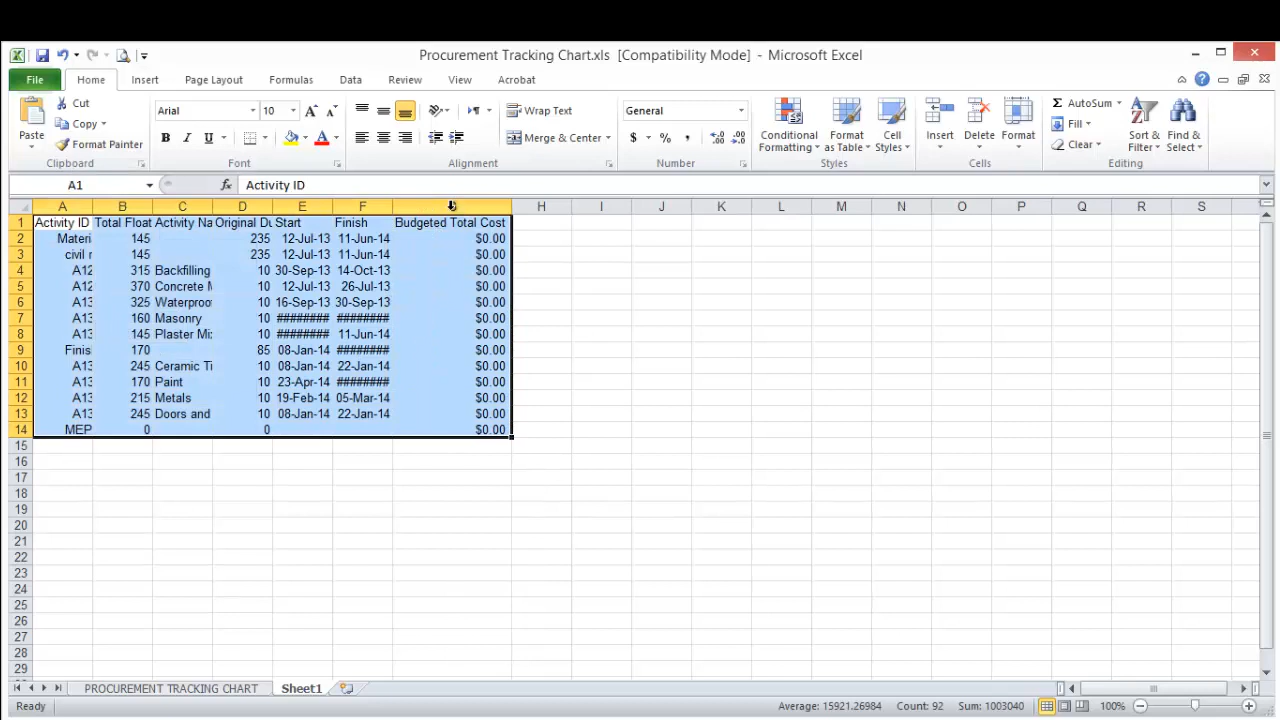 Procurement Tracking Chart.xls [Compatibility Mode] - Microsoft Excel
File Home Insert Page Layout Formulas Data Review View Acrobat
Paste Cut Copy Format Painter Clipboard
Arial 10 A A B I U A Font
Wrap Text Merge & Center Alignment
General $ % , .0 .00 .00 .0 Number
Conditional Formatting Format as Table Cell Styles Styles
Insert Delete Format Cells
Σ AutoSum Fill Clear Sort & Filter Find & Select Editing
A1 fx Activity ID
A B C D E F H I J K L M N O P Q R S
1 Activity ID Total Float Activity Na Original Du Start Finish Budgeted Total Cost
2 Materi 145 235 12-Jul-13 11-Jun-14 $0.00
3 civil r 145 235 12-Jul-13 11-Jun-14 $0.00
4 A12 315 Backfilling 10 30-Sep-13 14-Oct-13 $0.00
5 A12 370 Concrete M 10 12-Jul-13 26-Jul-13 $0.00
6 A13 325 Waterproof 10 16-Sep-13 30-Sep-13 $0.00
7 A13 160 Masonry 10 ######## ######## $0.00
8 A13 145 Plaster Mi 10 ######## 11-Jun-14 $0.00
9 Finis 170 85 08-Jan-14 ######## $0.00
10 A13 245 Ceramic Ti 10 08-Jan-14 22-Jan-14 $0.00
11 A13 170 Paint 10 23-Apr-14 ######## $0.00
12 A13 215 Metals 10 19-Feb-14 05-Mar-14 $0.00
13 A13 245 Doors and 10 08-Jan-14 22-Jan-14 $0.00
14 MEP 0 0 $0.00
15
16
17
18
19
20
21
22
23
24
25
26
27
28
29
PROCUREMENT TRACKING CHART Sheet1
Ready Average: 15921.26984 Count: 92 Sum: 1003040 100%